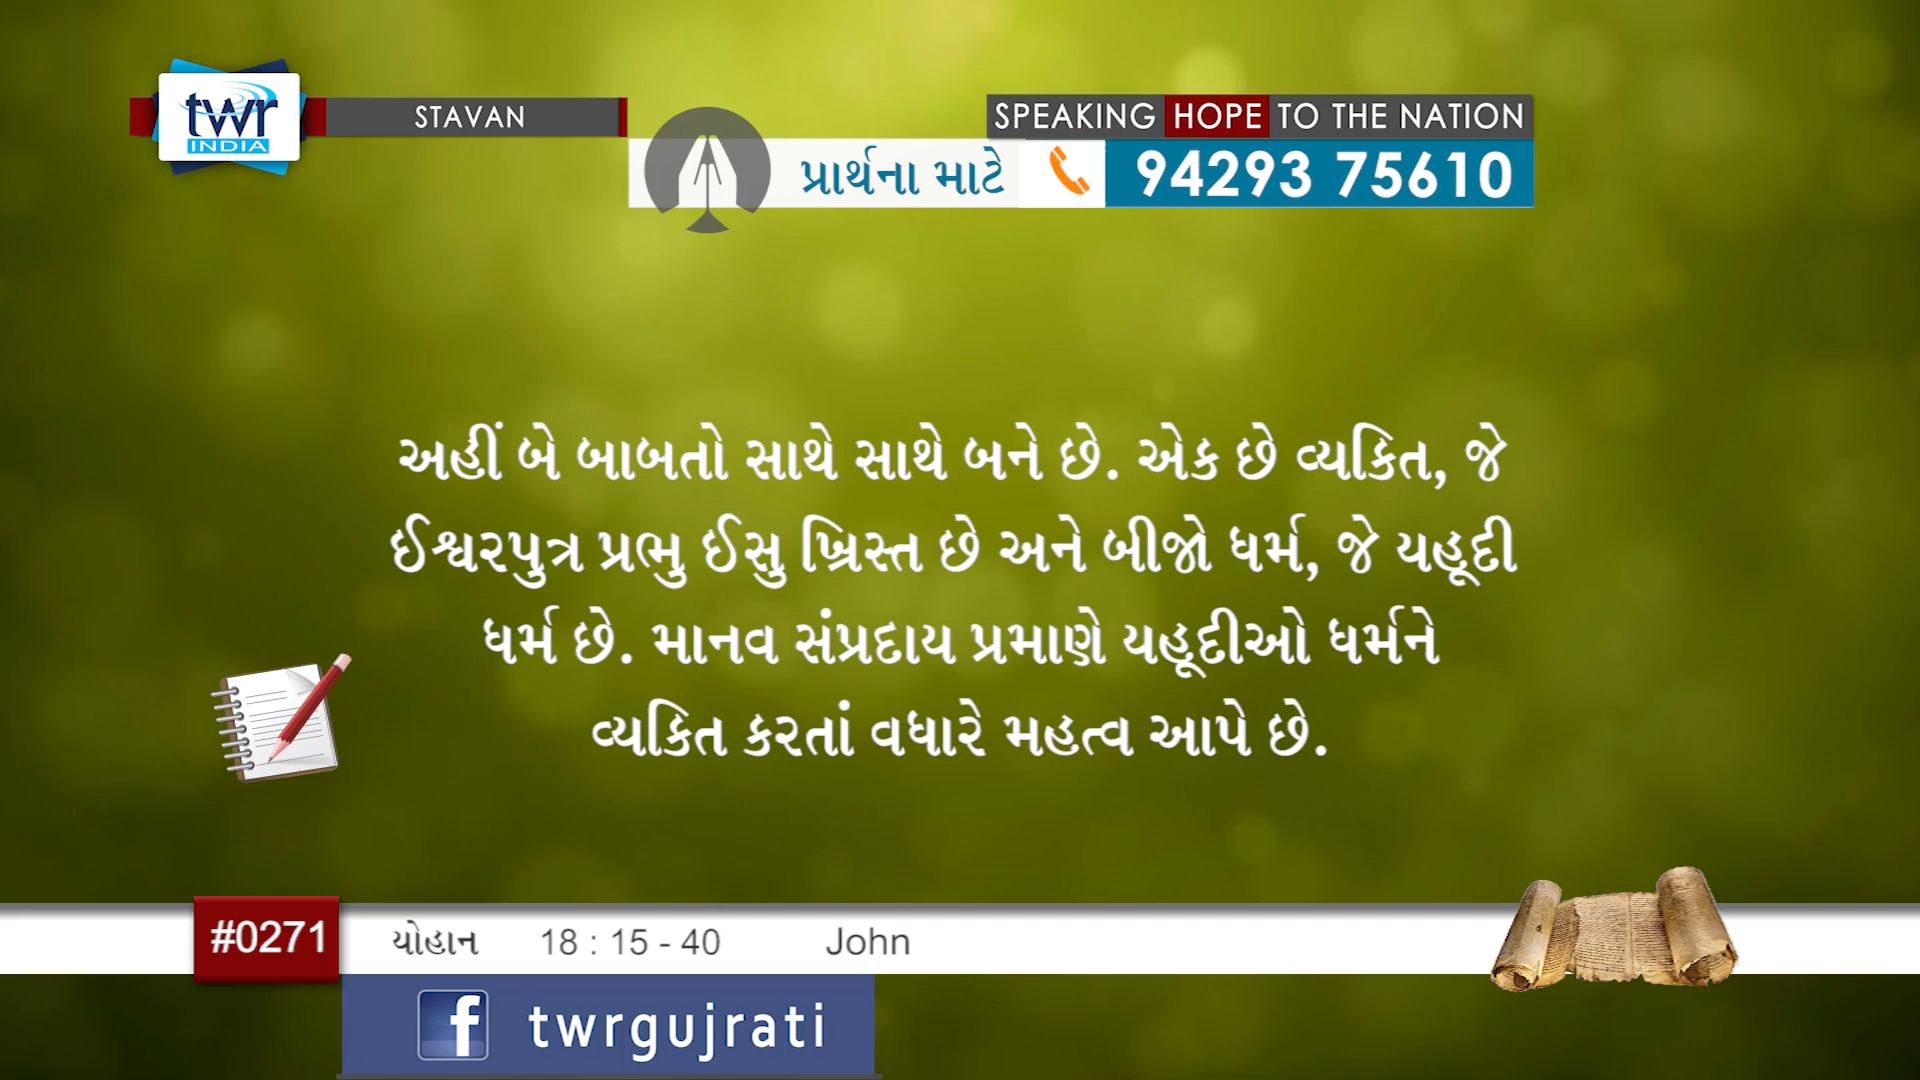 twr
INDIA
STAVAN
SPEAKING HOPE TO THE NATION
પ્રાર્થના માટે 94293 75610
અહીં બે બાબતો સાથે સાથે બને છે. એક છે વ્યકિત, જે
ઈશ્વરપુત્ર પ્રભુ ઈસુ ખ્રિસ્ત છે અને બીજો ધર્મ, જે યહૂદી
ધર્મ છે. માનવ સંપ્રદાય પ્રમાણે યહૂદીઓ ધર્મને
વ્યકિત કરતાં વધારે મહત્વ આપે છે.
#0271 યોહાન 18 : 15 - 40 John
f twrgujrati